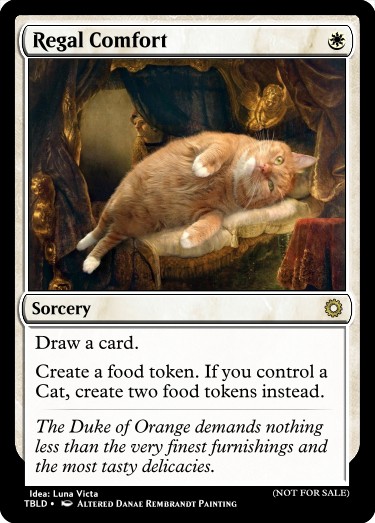 Regal Comfort
Sorcery
Draw a card.
Create a food token. If you control a
Cat, create two food tokens instead.
The Duke of Orange demands nothing
less than the very finest furnishings and
the most tasty delicacies.
Idea: Luna Victa
(NOT FOR SALE)
TBLD • Altered Danae Rembrandt Painting